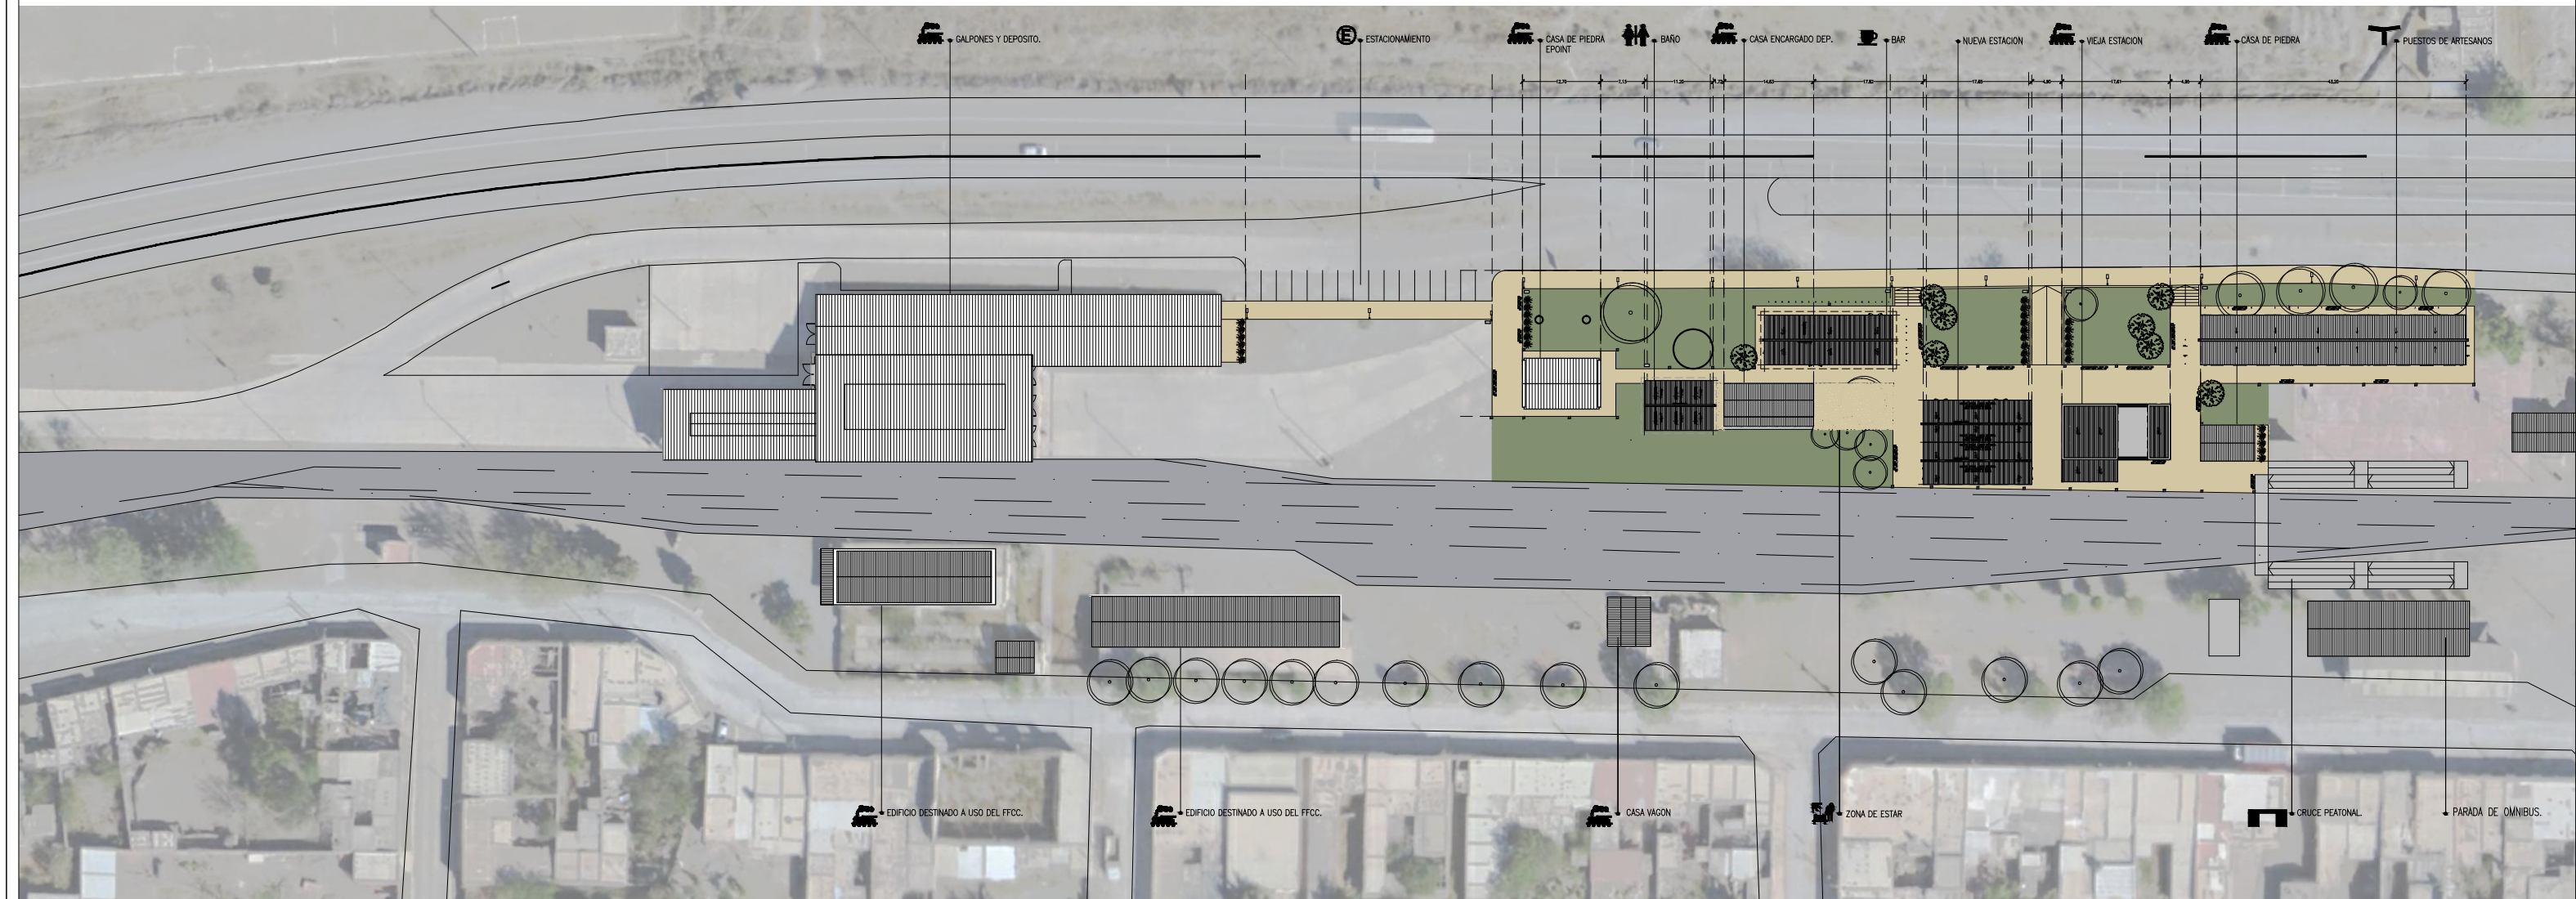 GALPONES Y DEPOSITO.
E
ESTACIONAMIENTO
CASA DE PIEDRA
EPOINT
BAÑO
CASA ENCARGADO DEP.
BAR
NUEVA ESTACION
VIEJA ESTACION
CASA DE PIEDRA
PUESTOS DE ARTESANOS
EDIFICIO DESTINADO A USO DEL FFCC.
EDIFICIO DESTINADO A USO DEL FFCC.
CASA VAGON
ZONA DE ESTAR
CRUCE PEATONAL.
PARADA DE OMNIBUS.